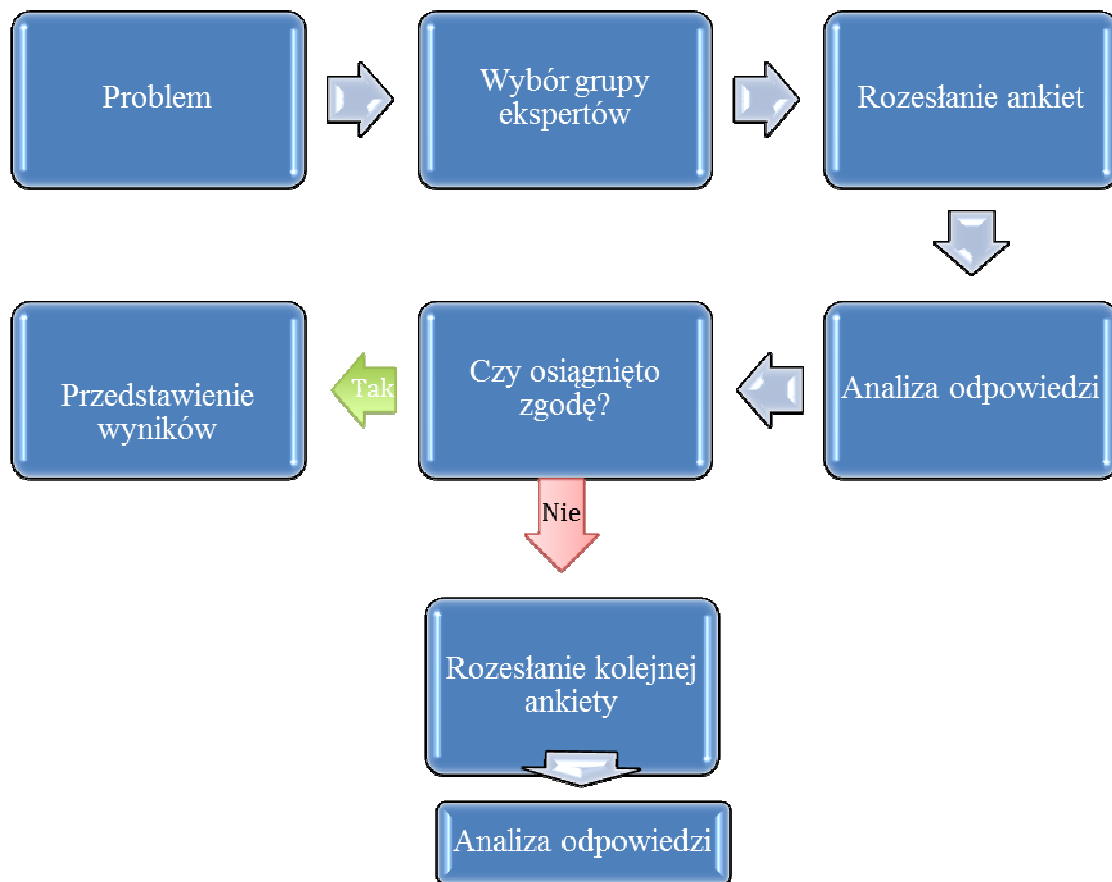 Problem
Wybór grupy
ekspertów
Rozesłanie ankiet
Analiza odpowiedzi
Czy osiągnięto
zgodę?
Tak
Przedstawienie
wyników
Nie
Rozesłanie kolejnej
ankiety
Analiza odpowiedzi